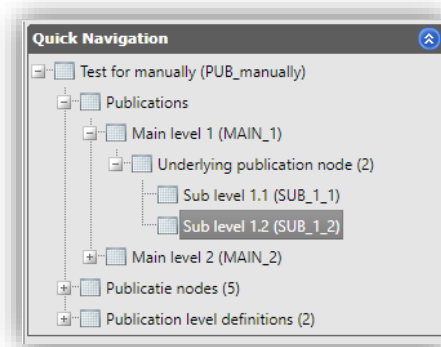 Quick Navigation
Test for manually (PUB_manually)
Publications
Main level 1 (MAIN_1)
Underlying publication node (2)
Sub level 1.1 (SUB_1_1)
Sub level 1.2 (SUB_1_2)
Main level 2 (MAIN_2)
Publicatie nodes (5)
Publication level definitions (2)